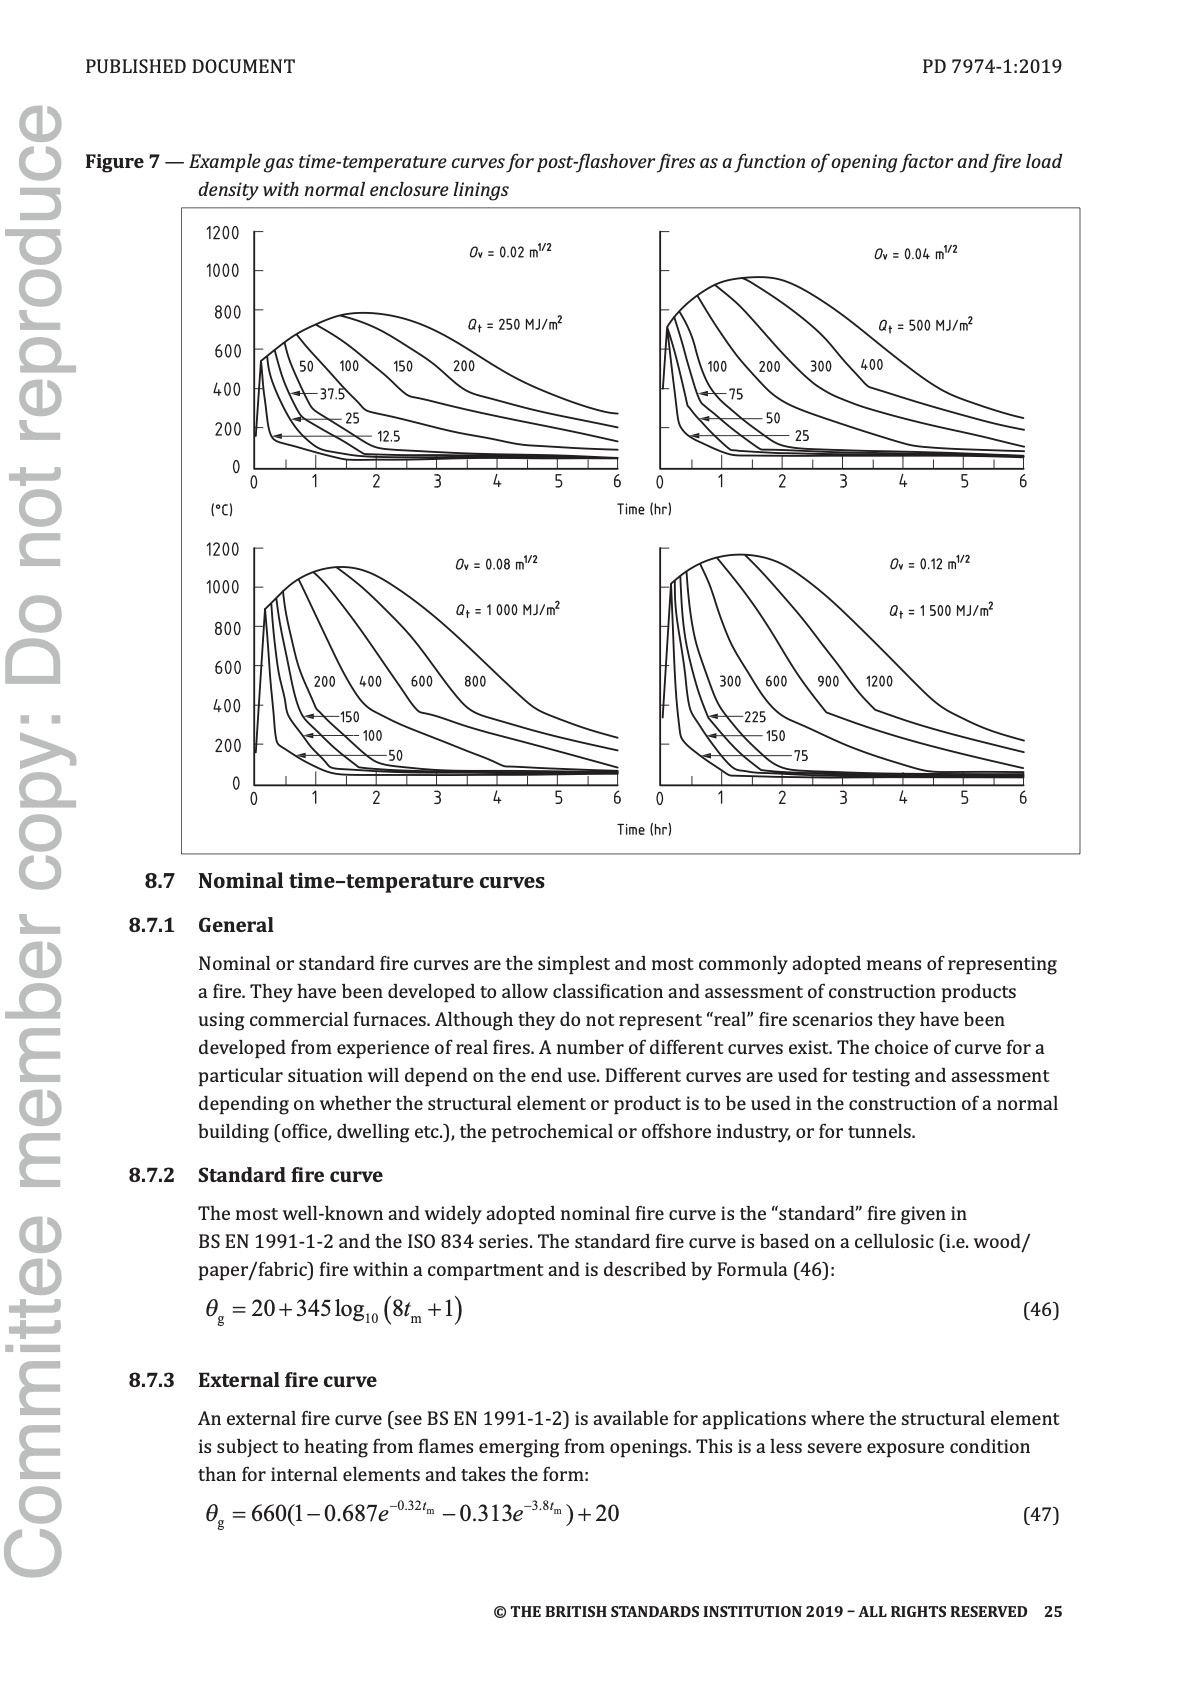 PUBLISHED DOCUMENT
PD 7974-1:2019
Committee member copy: Do not reproduce
Figure 7 — Example gas time-temperature curves for post-flashover fires as a function of opening factor and fire load
density with normal enclosure linings
1200
1000
800
600
400
200
0
Oᵥ = 0.02 m^1/2
Qₜ = 250 MJ/m²
50 100 150 200
37.5
25
12.5
0 1 2 3 4 5 6
Oᵥ = 0.04 m^1/2
Qₜ = 500 MJ/m²
100 200 300 400
75
50
25
0 1 2 3 4 5 6
(°C)
Time (hr)
1200
1000
800
600
400
200
0
Oᵥ = 0.08 m^1/2
Qₜ = 1 000 MJ/m²
200 400 600 800
150
100
50
0 1 2 3 4 5 6
Oᵥ = 0.12 m^1/2
Qₜ = 1 500 MJ/m²
300 600 900 1200
225
150
75
0 1 2 3 4 5 6
Time (hr)
8.7 Nominal time–temperature curves
8.7.1 General
Nominal or standard fire curves are the simplest and most commonly adopted means of representing
a fire. They have been developed to allow classification and assessment of construction products
using commercial furnaces. Although they do not represent “real” fire scenarios they have been
developed from experience of real fires. A number of different curves exist. The choice of curve for a
particular situation will depend on the end use. Different curves are used for testing and assessment
depending on whether the structural element or product is to be used in the construction of a normal
building (office, dwelling etc.), the petrochemical or offshore industry, or for tunnels.
8.7.2 Standard fire curve
The most well-known and widely adopted nominal fire curve is the “standard” fire given in
BS EN 1991-1-2 and the ISO 834 series. The standard fire curve is based on a cellulosic (i.e. wood/
paper/fabric) fire within a compartment and is described by Formula (46):
θ_g = 20 + 345 log₁₀ (8t_m + 1) (46)
8.7.3 External fire curve
An external fire curve (see BS EN 1991-1-2) is available for applications where the structural element
is subject to heating from flames emerging from openings. This is a less severe exposure condition
than for internal elements and takes the form:
θ_g = 660(1 − 0.687e^−0.32t_m − 0.313e^−3.8t_m) + 20 (47)
© THE BRITISH STANDARDS INSTITUTION 2019 – ALL RIGHTS RESERVED 25